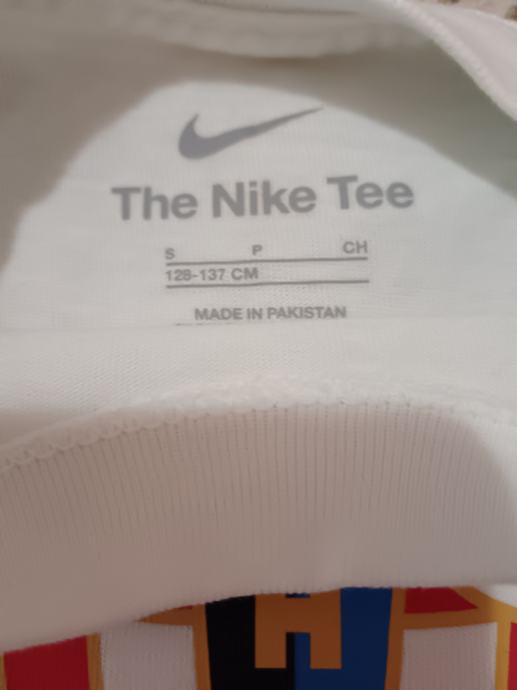 The Nike Tee
S P CH
128-137 CM
MADE IN PAKISTAN